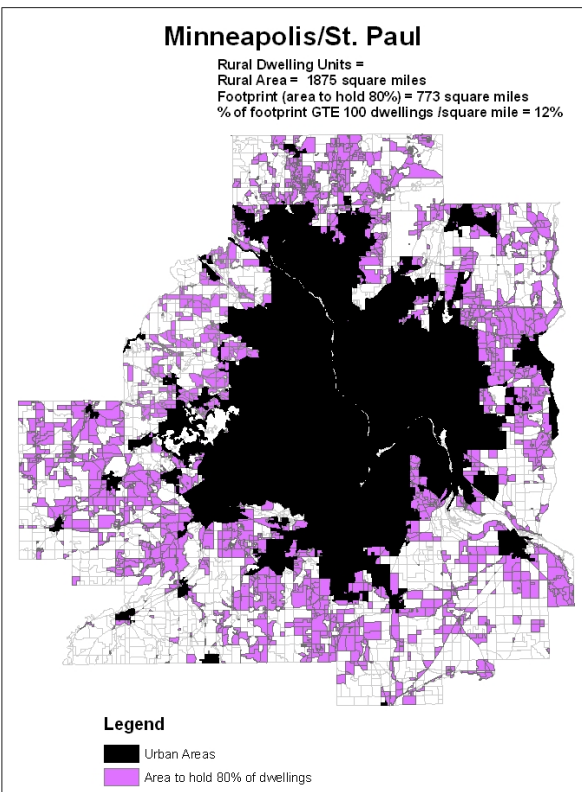 Minneapolis/St. Paul
Rural Dwelling Units =
Rural Area = 1875 square miles
Footprint (area to hold 80%) = 773 square miles
% of footprint GTE 100 dwellings /square mile = 12%
Legend
Urban Areas
Area to hold 80% of dwellings